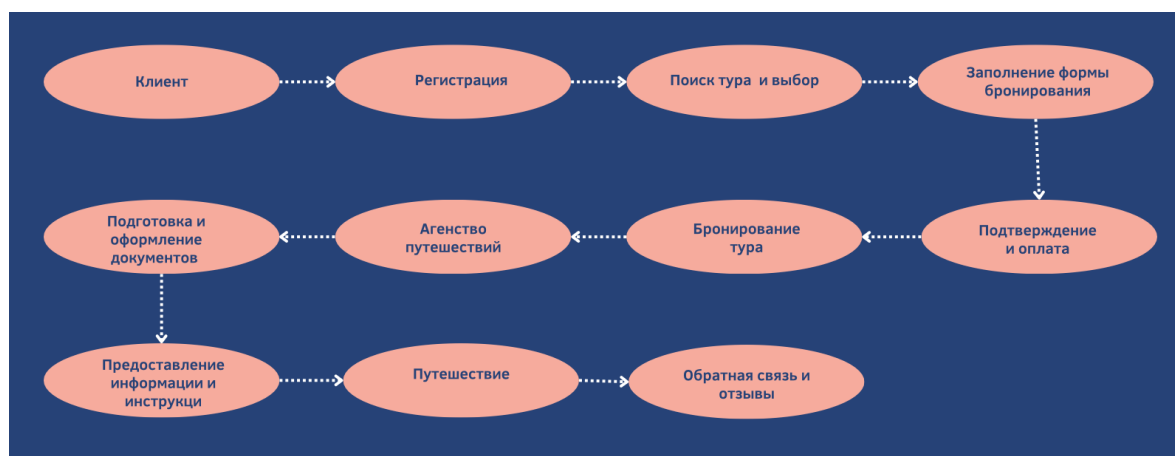 Клиент
Регистрация
Поиск тура и выбор
Заполнение формы
бронирования
Подтверждение
и оплата
Бронирование
тура
Агенство
путешествий
Подготовка и
оформление
документов
Предоставление
информации и
инструкци
Путешествие
Обратная связь и
отзывы